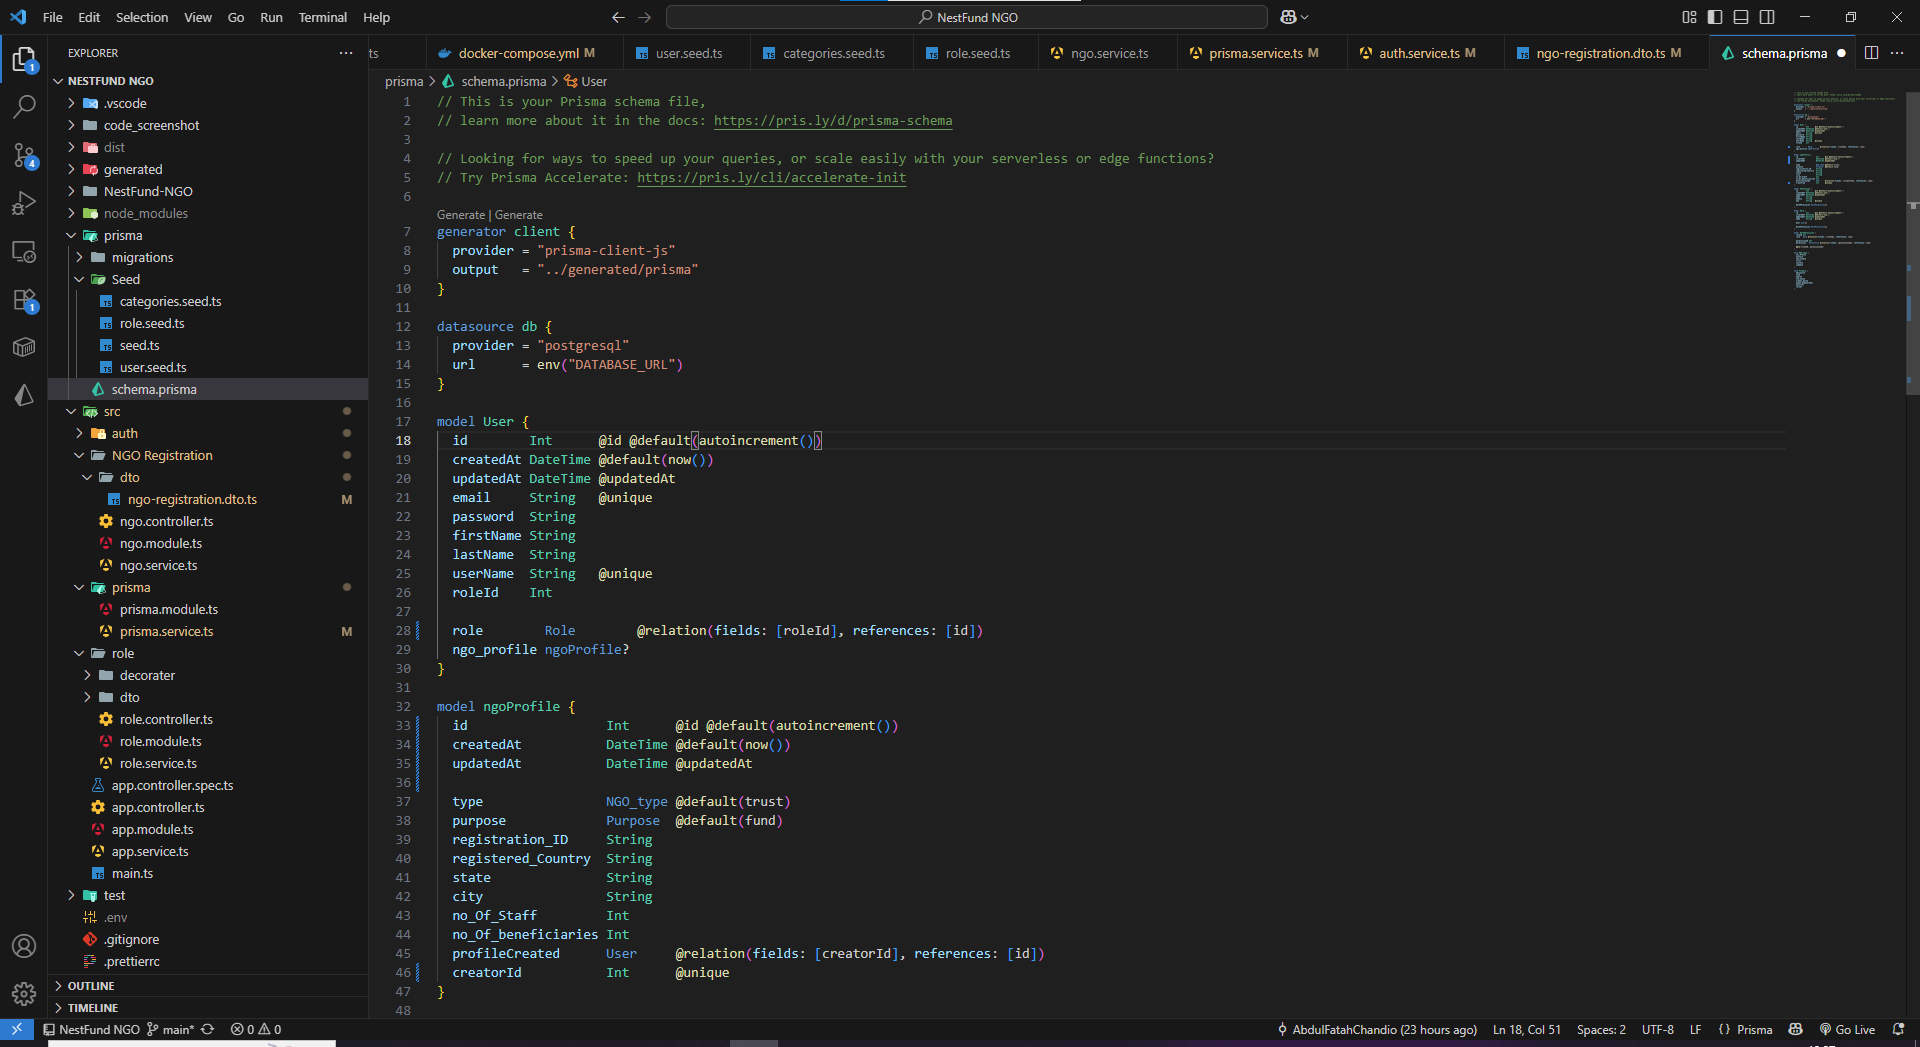 File Edit Selection View Go Run Terminal Help
NestFund NGO
EXPLORER
ts
docker-compose.yml M
user.seed.ts
categories.seed.ts
role.seed.ts
ngo.service.ts
prisma.service.ts M
auth.service.ts M
ngo-registration.dto.ts M
schema.prisma
prisma > schema.prisma > User
NESTFUND NGO
.vscode
code_screenshot
dist
generated
NestFund-NGO
node_modules
prisma
migrations
Seed
categories.seed.ts
role.seed.ts
seed.ts
user.seed.ts
schema.prisma
src
auth
NGO Registration
dto
ngo-registration.dto.ts M
ngo.controller.ts
ngo.module.ts
ngo.service.ts
prisma
prisma.module.ts
prisma.service.ts M
role
decorater
dto
role.controller.ts
role.module.ts
role.service.ts
app.controller.spec.ts
app.controller.ts
app.module.ts
app.service.ts
main.ts
test
.env
.gitignore
.prettierrc
OUTLINE
TIMELINE
1
4
1
1 // This is your Prisma schema file,
2 // learn more about it in the docs: https://pris.ly/d/prisma-schema
3
4 // Looking for ways to speed up your queries, or scale easily with your serverless or edge functions?
5 // Try Prisma Accelerate: https://pris.ly/cli/accelerate-init
6
Generate | Generate
7 generator client {
8 provider = "prisma-client-js"
9 output = "../generated/prisma"
10 }
11
12 datasource db {
13 provider = "postgresql"
14 url = env("DATABASE_URL")
15 }
16
17 model User {
18 id Int @id @default(autoincrement())
19 createdAt DateTime @default(now())
20 updatedAt DateTime @updatedAt
21 email String @unique
22 password String
23 firstName String
24 lastName String
25 userName String @unique
26 roleId Int
27
28 role Role @relation(fields: [roleId], references: [id])
29 ngo_profile ngoProfile?
30 }
31
32 model ngoProfile {
33 id Int @id @default(autoincrement())
34 createdAt DateTime @default(now())
35 updatedAt DateTime @updatedAt
36
37 type NGO_type @default(trust)
38 purpose Purpose @default(fund)
39 registration_ID String
40 registered_Country String
41 state String
42 city String
43 no_Of_Staff Int
44 no_Of_beneficiaries Int
45 profileCreated User @relation(fields: [creatorId], references: [id])
46 creatorId Int @unique
47 }
48
NestFund NGO main* 0 0
AbdulFatahChandio (23 hours ago) Ln 18, Col 51 Spaces: 2 UTF-8 LF {} Prisma Go Live